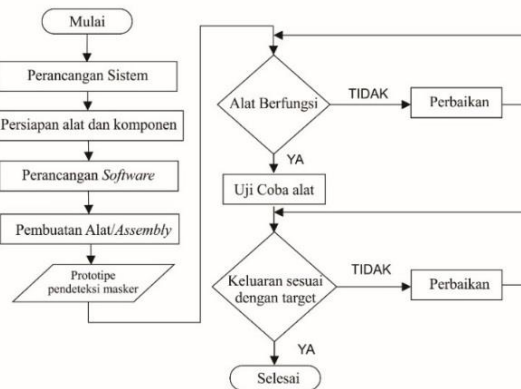 Mulai
Perancangan Sistem
Persiapan alat dan komponen
Perancangan Software
Pembuatan Alat/Assembly
Prototipe
pendeteksi masker
Alat Berfungsi
TIDAK
Perbaikan
YA
Uji Coba alat
Keluaran sesuai
dengan target
TIDAK
Perbaikan
YA
Selesai